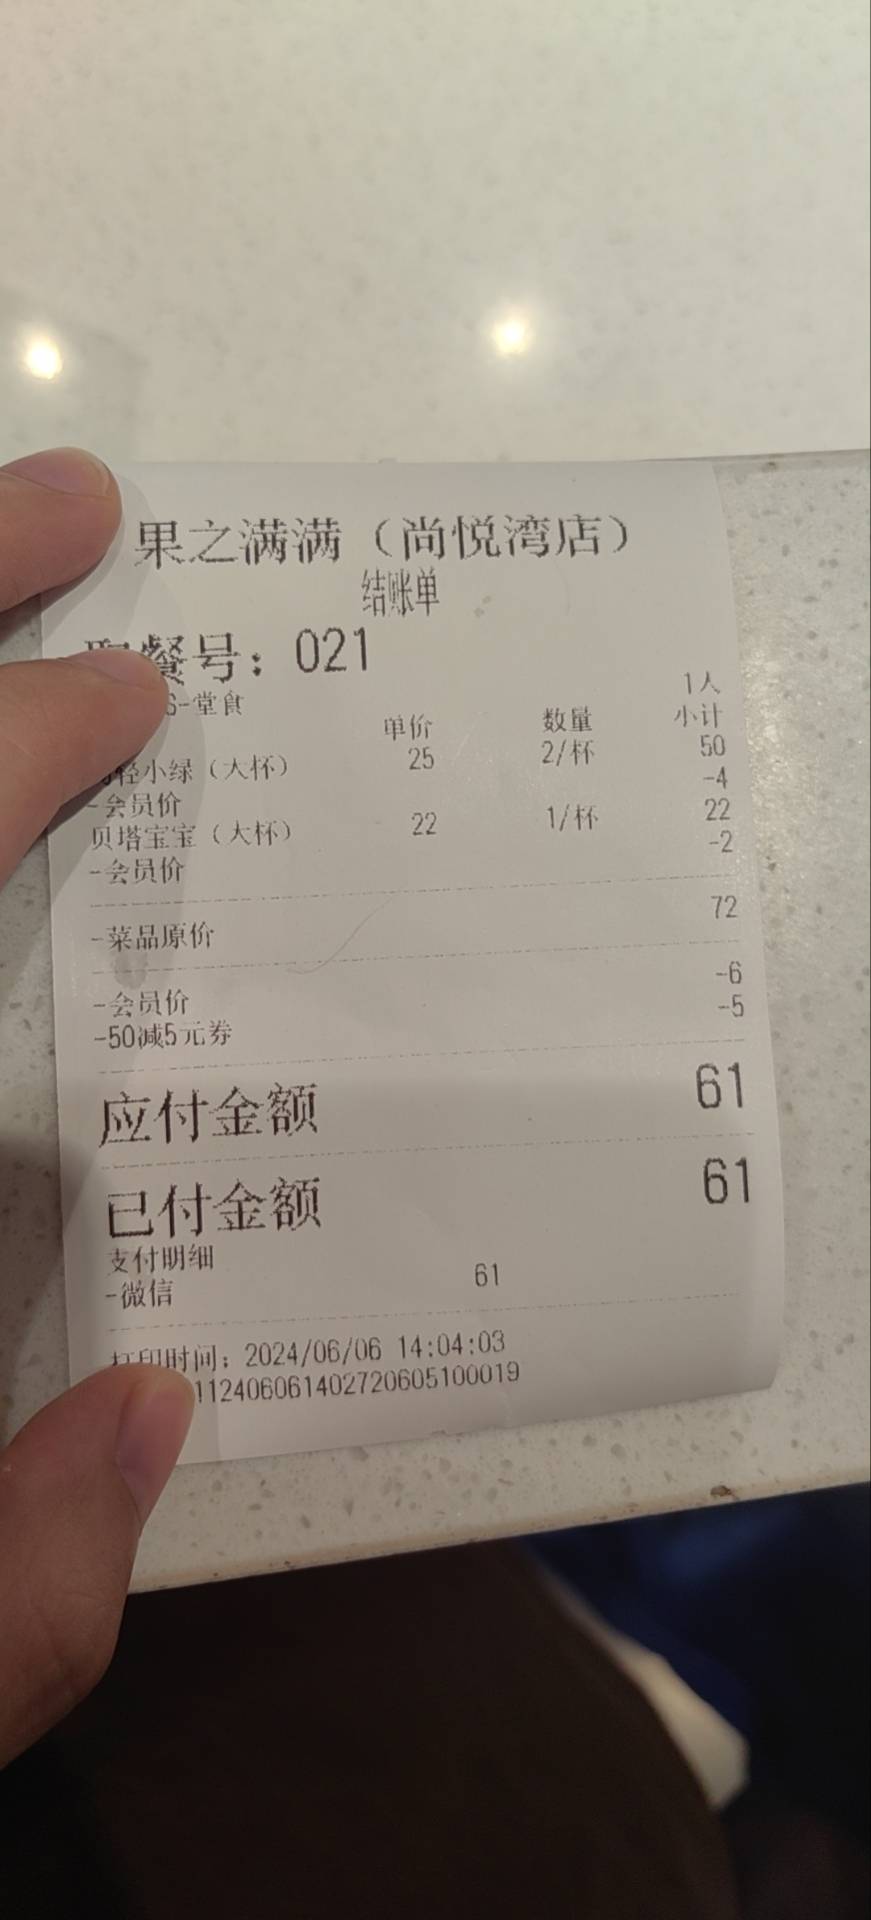 果之满满（尚悦湾店）
结账单
餐号：021
1人
-堂食
单价 数量 小计
轻小绿（大杯） 25 2/杯 50
-会员价 -4
贝塔宝宝（大杯） 22 1/杯 22
-会员价 -2
-菜品原价 72
-会员价 -6
-50减5元券 -5
应付金额 61
已付金额 61
支付明细
-微信 61
打印时间：2024/06/06 14:04:03
1124060614027206051​00019